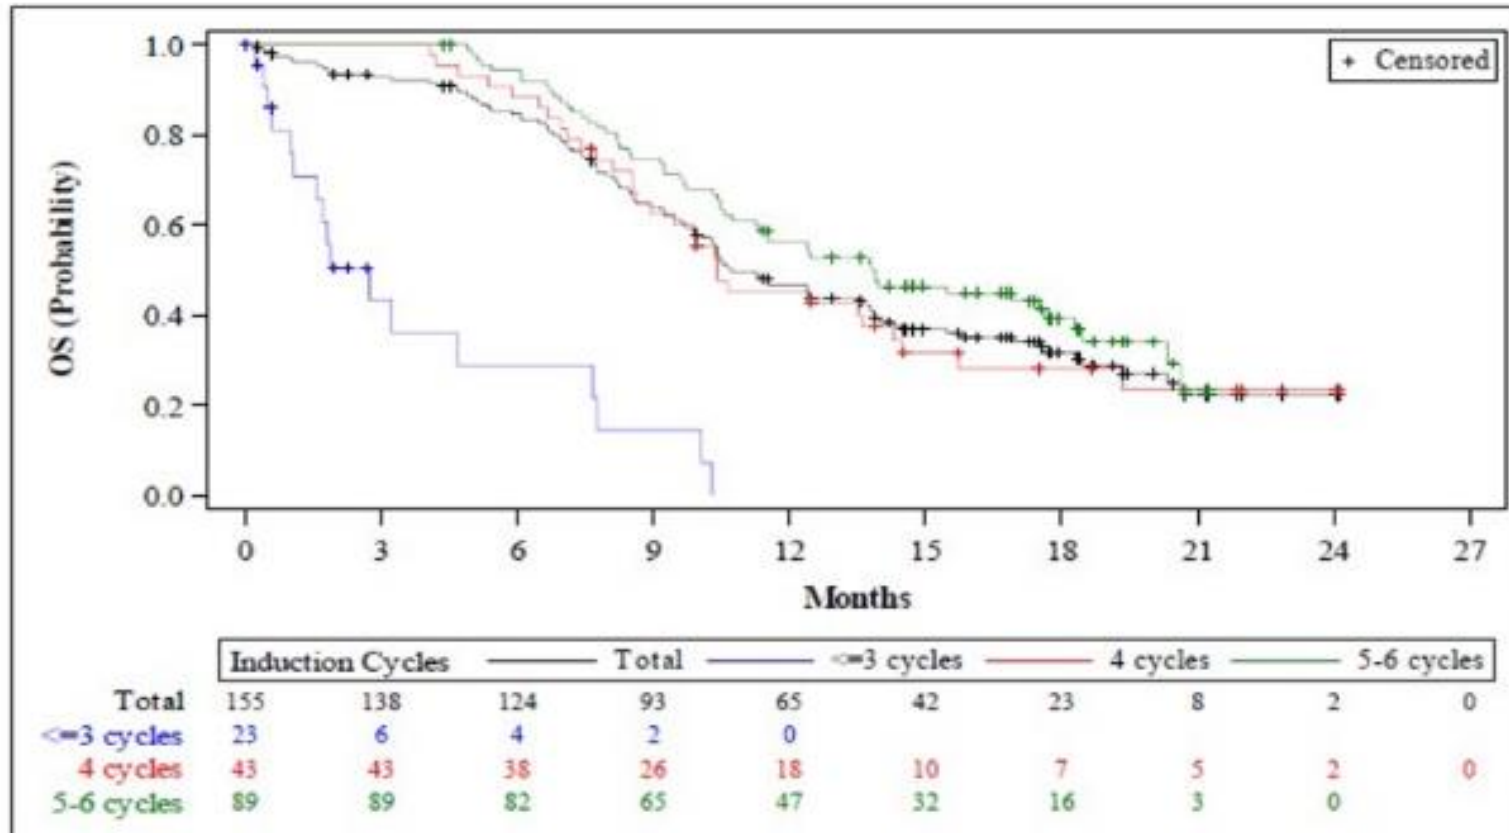 OS (Probability)
1.0
0.8
0.6
0.4
0.2
0.0
+ Censored
0 3 6 9 12 15 18 21 24 27
Months
Induction Cycles Total <=3 cycles 4 cycles 5-6 cycles
Total 155 138 124 93 65 42 23 8 2 0
<=3 cycles 23 6 4 2 0
4 cycles 43 43 38 26 18 10 7 5 2 0
5-6 cycles 89 89 82 65 47 32 16 3 0